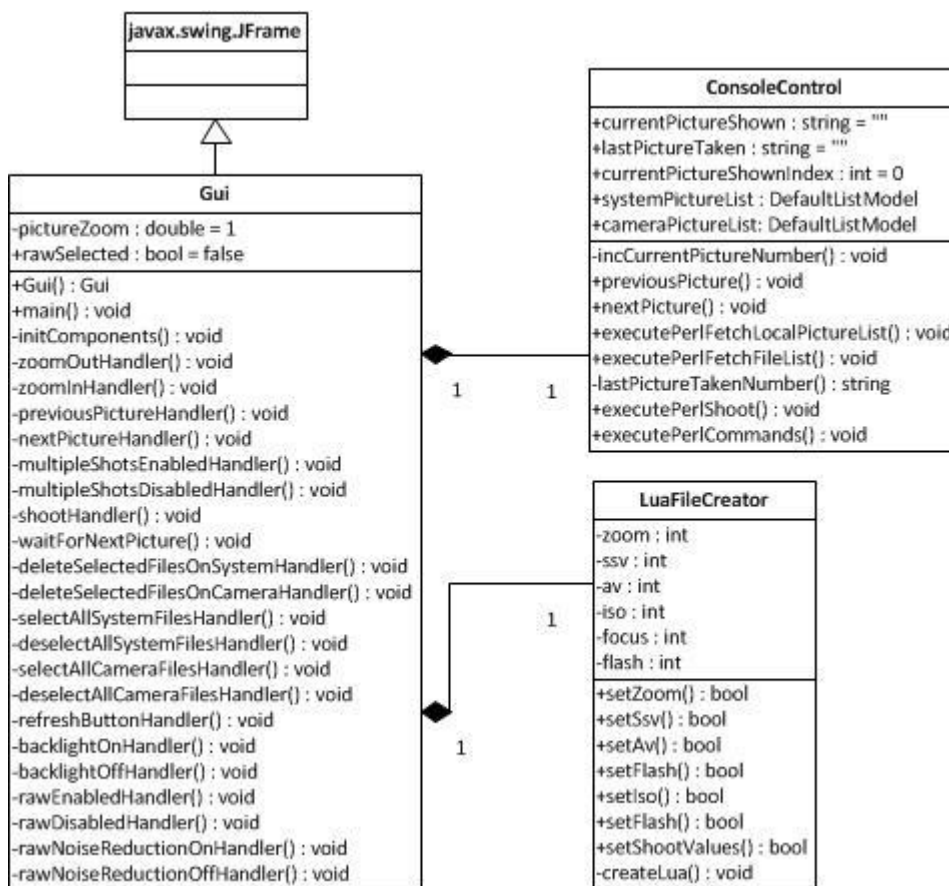 javax.swing.JFrame
Gui
-pictureZoom : double = 1
+rawSelected : bool = false
+Gui() : Gui
+main() : void
-initComponents() : void
-zoomOutHandler() : void
-zoomInHandler() : void
-previousPictureHandler() : void
-nextPictureHandler() : void
-multipleShotsEnabledHandler() : void
-multipleShotsDisabledHandler() : void
-shootHandler() : void
-waitForNextPicture() : void
-deleteSelectedFilesOnSystemHandler() : void
-deleteSelectedFilesOnCameraHandler() : void
-selectAllSystemFilesHandler() : void
-deselectAllSystemFilesHandler() : void
-selectAllCameraFilesHandler() : void
-deselectAllCameraFilesHandler() : void
-refreshButtonHandler() : void
-backlightOnHandler() : void
-backlightOffHandler() : void
-rawEnabledHandler() : void
-rawDisabledHandler() : void
-rawNoiseReductionOnHandler() : void
-rawNoiseReductionOffHandler() : void
1
1
1
1
ConsoleControl
+currentPictureShown : string = ""
+lastPictureTaken : string = ""
+currentPictureShownIndex : int = 0
+systemPictureList : DefaultListModel
+cameraPictureList: DefaultListModel
-incCurrentPictureNumber() : void
+previousPicture() : void
+nextPicture() : void
+executePerlFetchLocalPictureList() : void
+executePerlFetchFileList() : void
-lastPictureTakenNumber() : string
+executePerlShoot() : void
+executePerlCommands() : void
LuaFileCreator
-zoom : int
-ssv : int
-av : int
-iso : int
-focus : int
-flash : int
+setZoom() : bool
+setSsv() : bool
+setAv() : bool
+setFlash() : bool
+setIso() : bool
+setFlash() : bool
+setShootValues() : bool
-createLua() : void